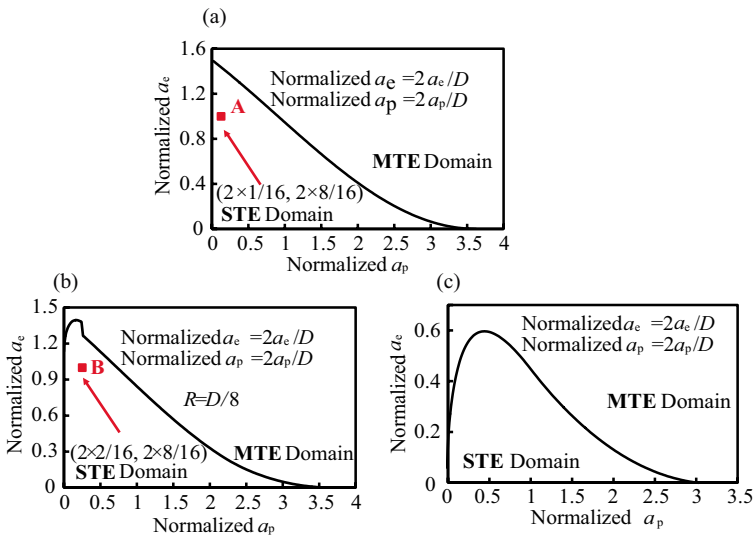 (a)
1.6
1.2
0.8
0.4
0
Normalized ae
Normalized ae =2ae/D
Normalized ap =2ap/D
A
MTE Domain
(2×1/16, 2×8/16)
STE Domain
0 0.5 1 1.5 2 2.5 3 3.5 4
Normalized ap
(b)
1.5
1.2
0.9
0.6
0.3
0
Normalized ae
Normalized ae =2ae/D
Normalized ap =2ap/D
B
R=D/8
(2×2/16, 2×8/16)
STE Domain
MTE Domain
0 0.5 1 1.5 2 2.5 3 3.5 4
Normalized ap
(c)
0.6
0.4
0.2
0
Normalized ae
Normalized ae =2ae/D
Normalized ap =2ap/D
MTE Domain
STE Domain
0 0.5 1 1.5 2 2.5 3 3.5
Normalized ap